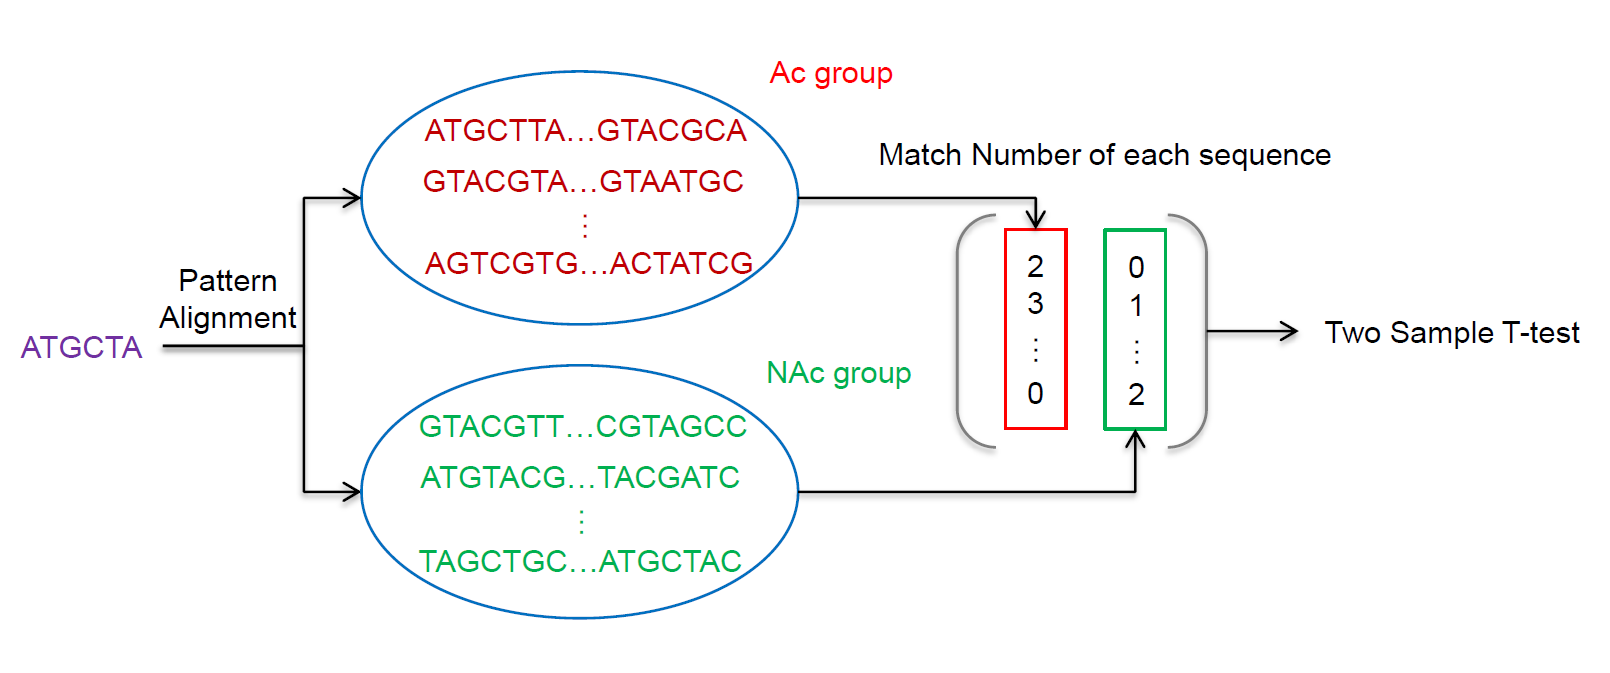 Ac group
ATGCTTA…GTACGCA
GTACGTA…GTAATGC
⋮
AGTCGTG…ACTATCG
Match Number of each sequence
Pattern
Alignment
ATGCTA
2
3
⋮
0
0
1
⋮
2
Two Sample T-test
NAc group
GTACGTT…CGTAGCC
ATGTACG…TACGATC
⋮
TAGCTGC…ATGCTAC